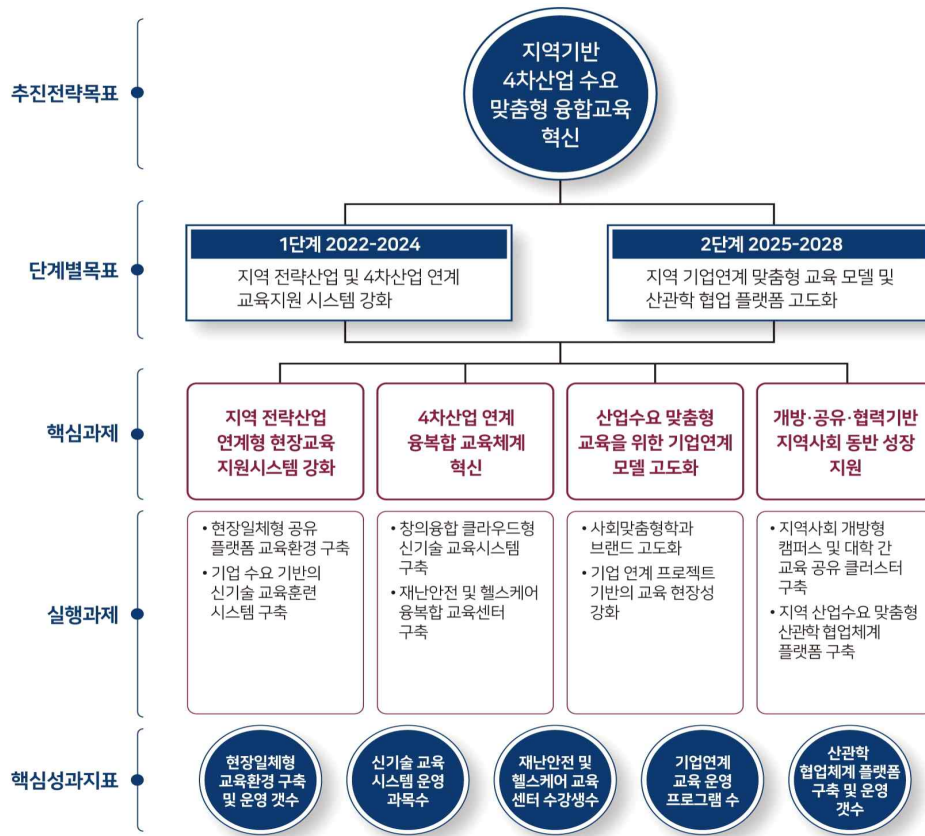 추진전략목표
지역기반
4차산업 수요
맞춤형 융합교육
혁신
단계별목표
1단계 2022-2024
지역 전략산업 및 4차산업 연계
교육지원 시스템 강화
2단계 2025-2028
지역 기업연계 맞춤형 교육 모델 및
산관학 협업 플랫폼 고도화
핵심과제
지역 전략산업
연계형 현장교육
지원시스템 강화
4차산업 연계
융복합 교육체계
혁신
산업수요 맞춤형
교육을 위한 기업연계
모델 고도화
개방·공유·협력기반
지역사회 동반 성장
지원
실행과제
• 현장일체형 공유
플랫폼 교육환경 구축
• 기업 수요 기반의
신기술 교육훈련
시스템 구축
• 창의융합 클라우드형
신기술 교육시스템
구축
• 재난안전 및 헬스케어
융복합 교육센터
구축
• 사회맞춤형학과
브랜드 고도화
• 기업 연계 프로젝트
기반의 교육 현장성
강화
• 지역사회 개방형
캠퍼스 및 대학 간
교육 공유 클러스터
구축
• 지역 산업수요 맞춤형
산관학 협업체계
플랫폼 구축
핵심성과지표
현장일체형
교육환경 구축
및 운영 갯수
신기술 교육
시스템 운영
과목수
재난안전 및
헬스케어 교육
센터 수강생수
기업연계
교육 운영
프로그램 수
산관학
협업체계 플랫폼
구축 및 운영
갯수